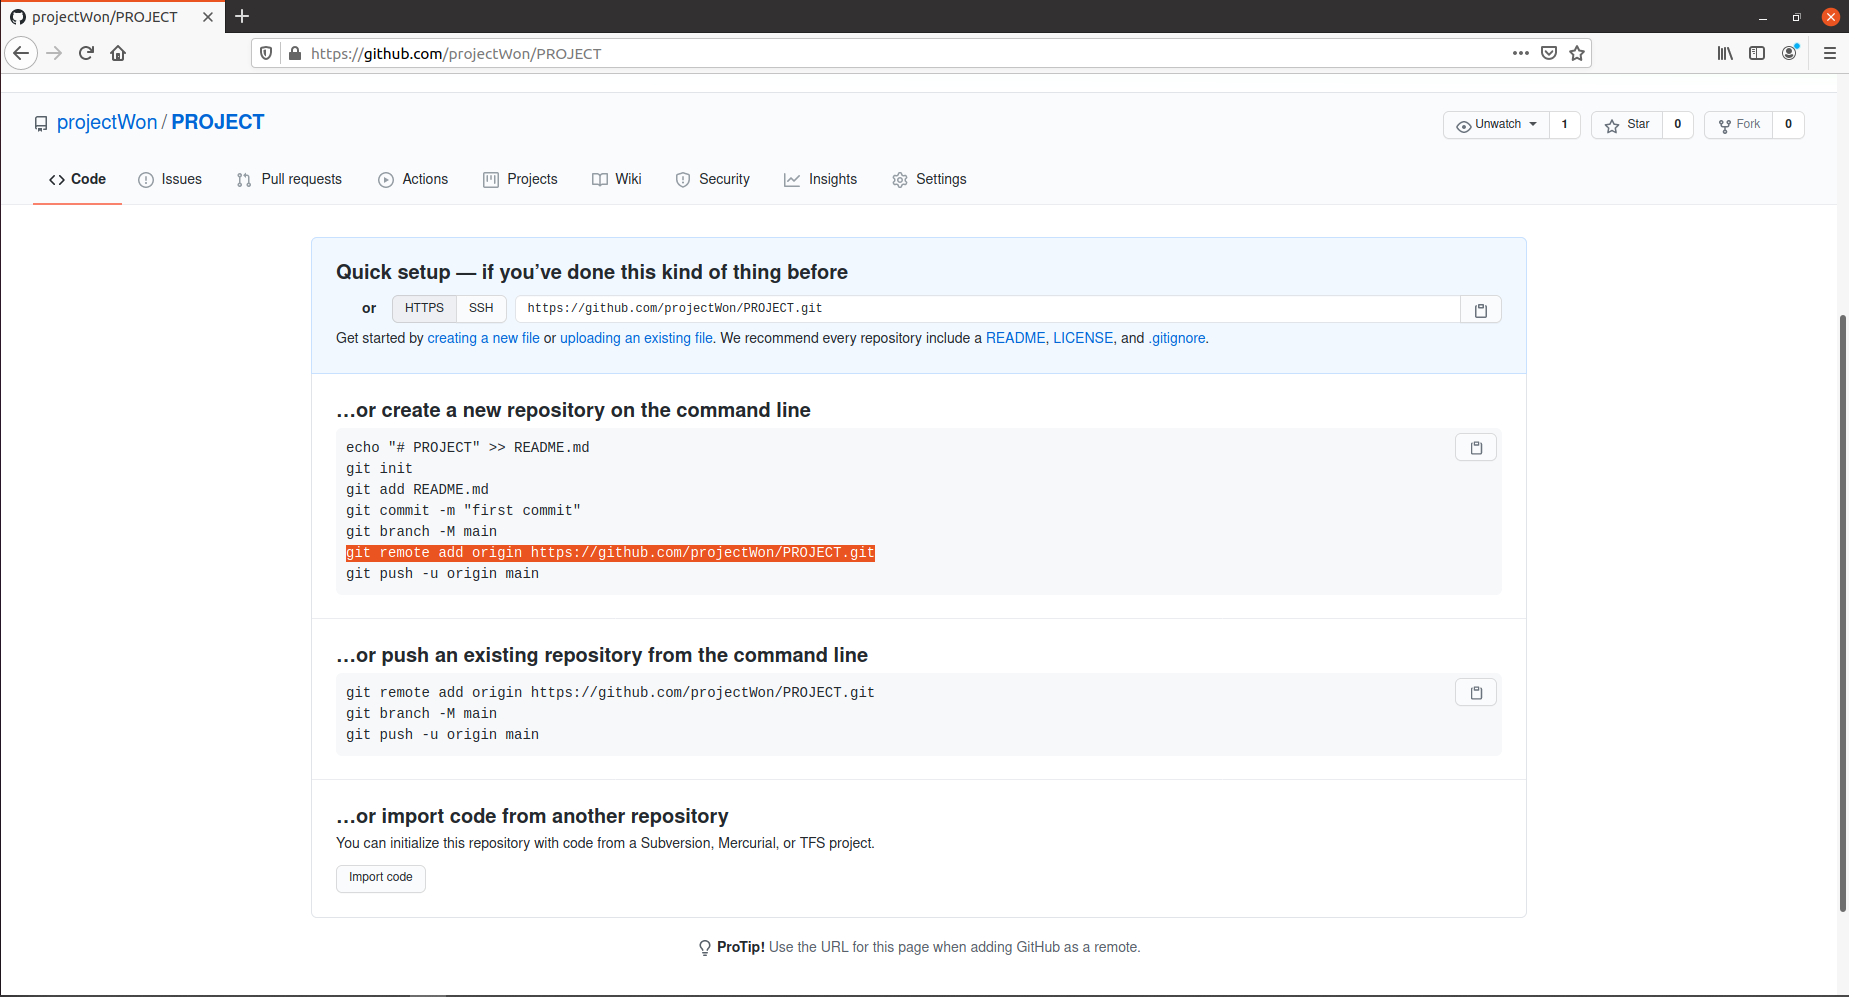 projectWon/PROJECT
https://github.com/projectWon/PROJECT
projectWon / PROJECT
Unwatch 1 Star 0 Fork 0
Code Issues Pull requests Actions Projects Wiki Security Insights Settings
Quick setup — if you’ve done this kind of thing before
or HTTPS SSH https://github.com/projectWon/PROJECT.git
Get started by creating a new file or uploading an existing file. We recommend every repository include a README, LICENSE, and .gitignore.
…or create a new repository on the command line
echo "# PROJECT" >> README.md
git init
git add README.md
git commit -m "first commit"
git branch -M main
git remote add origin https://github.com/projectWon/PROJECT.git
git push -u origin main
…or push an existing repository from the command line
git remote add origin https://github.com/projectWon/PROJECT.git
git branch -M main
git push -u origin main
…or import code from another repository
You can initialize this repository with code from a Subversion, Mercurial, or TFS project.
Import code
ProTip! Use the URL for this page when adding GitHub as a remote.